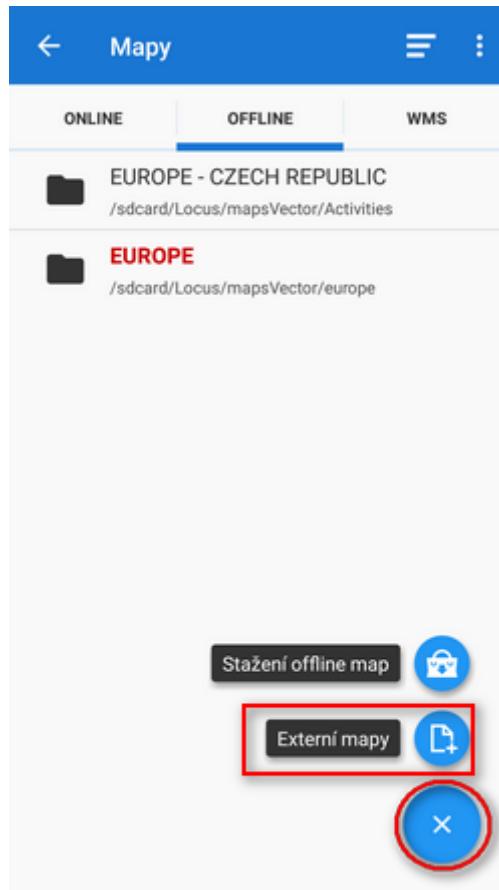 Mapy
ONLINE OFFLINE WMS
EUROPE - CZECH REPUBLIC
/sdcard/Locus/mapsVector/Activities
EUROPE
/sdcard/Locus/mapsVector/europe
Stažení offline map
Externí mapy